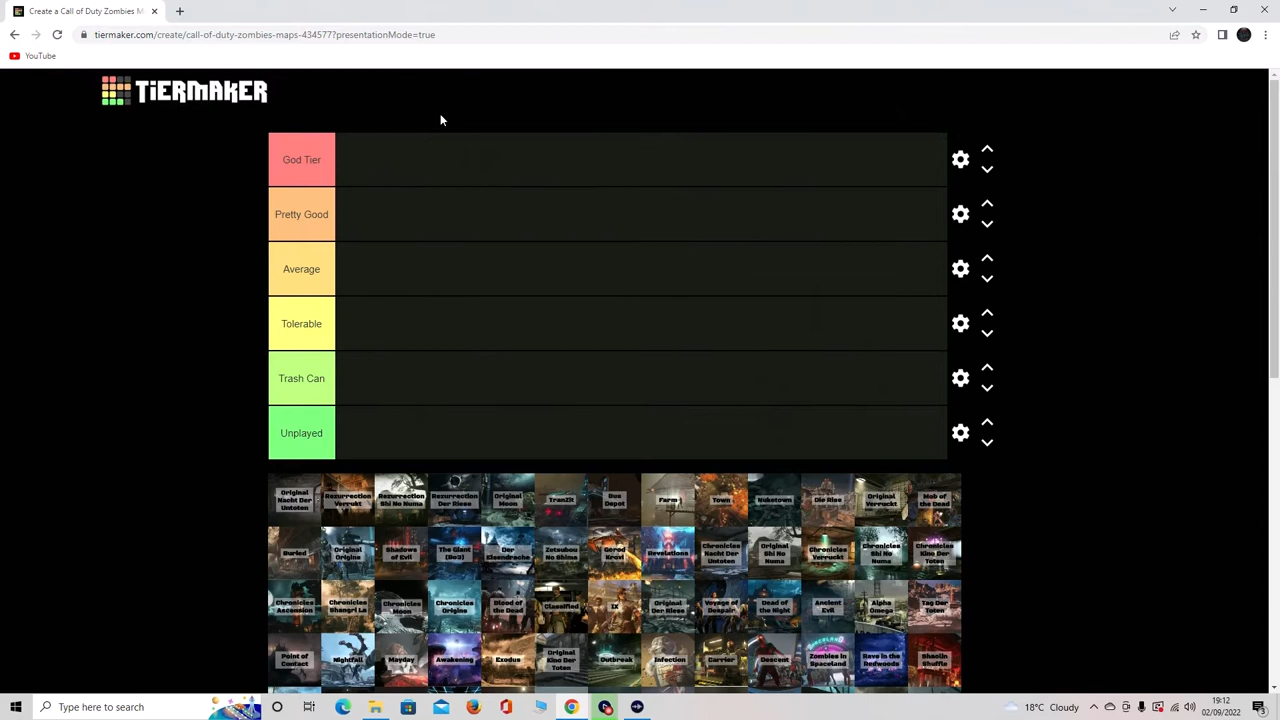 Create a Call of Duty Zombies M
tiermaker.com/create/call-of-duty-zombies-maps-434577?presentationMode=true
YouTube
TiERMAKER
God Tier
Pretty Good
Average
Tolerable
Trash Can
Unplayed
Original Nacht Der Untoten
Resurrection Verrukt
Resurrection Shi No Numa
Resurrection Der Riese
Original Moon
TranZit
Bus Depot
Farm
Town
Nuketown
Die Rise
Original Verruckt
Mob of the Dead
Buried
Original Origins
Shadows of Evil
The Giant (Bo3)
Der Eisendrache
Zetsubou No Shima
Gorod Krovi
Revelations
Chronicles Nacht Der Untoten
Original Shi No Numa
Chronicles Verruckt
Chronicles Shi No Numa
Chronicles Kino Der Toten
Chronicles Ascension
Chronicles Shangri La
Chronicles Moon
Chronicles Origins
Blood of the Dead
Classified
IX
Original Der Riese
Voyage of Despair
Dead of the Night
Ancient Evil
Alpha Omega
Tag Der Toten
Point of Contact
Nightfall
Mayday
Awakening
Exodus
Original Kino Der Toten
Outbreak
Infection
Carrier
Descent
Zombies in Spaceland
Rave in the Redwoods
Shaolin Shuffle
Type here to search
18°C Cloudy
19:12
02/09/2022
3